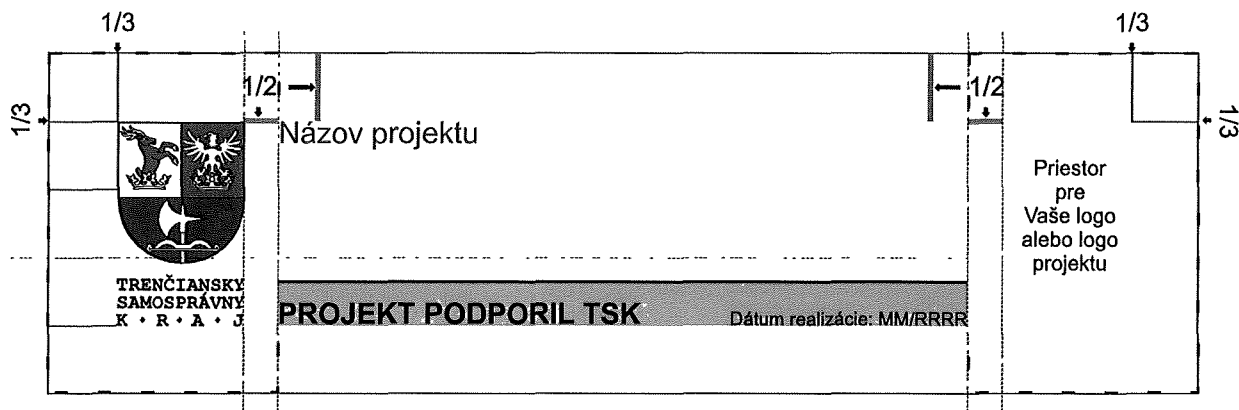 1/3
1/3
1/2
1/2
1/3
1/3
Názov projektu
Priestor
pre
Vaše logo
alebo logo
projektu
TRENČIANSKY
SAMOSPRÁVNY
K • R • A • J
PROJEKT PODPORIL TSK
Dátum realizácie: MM/RRRR